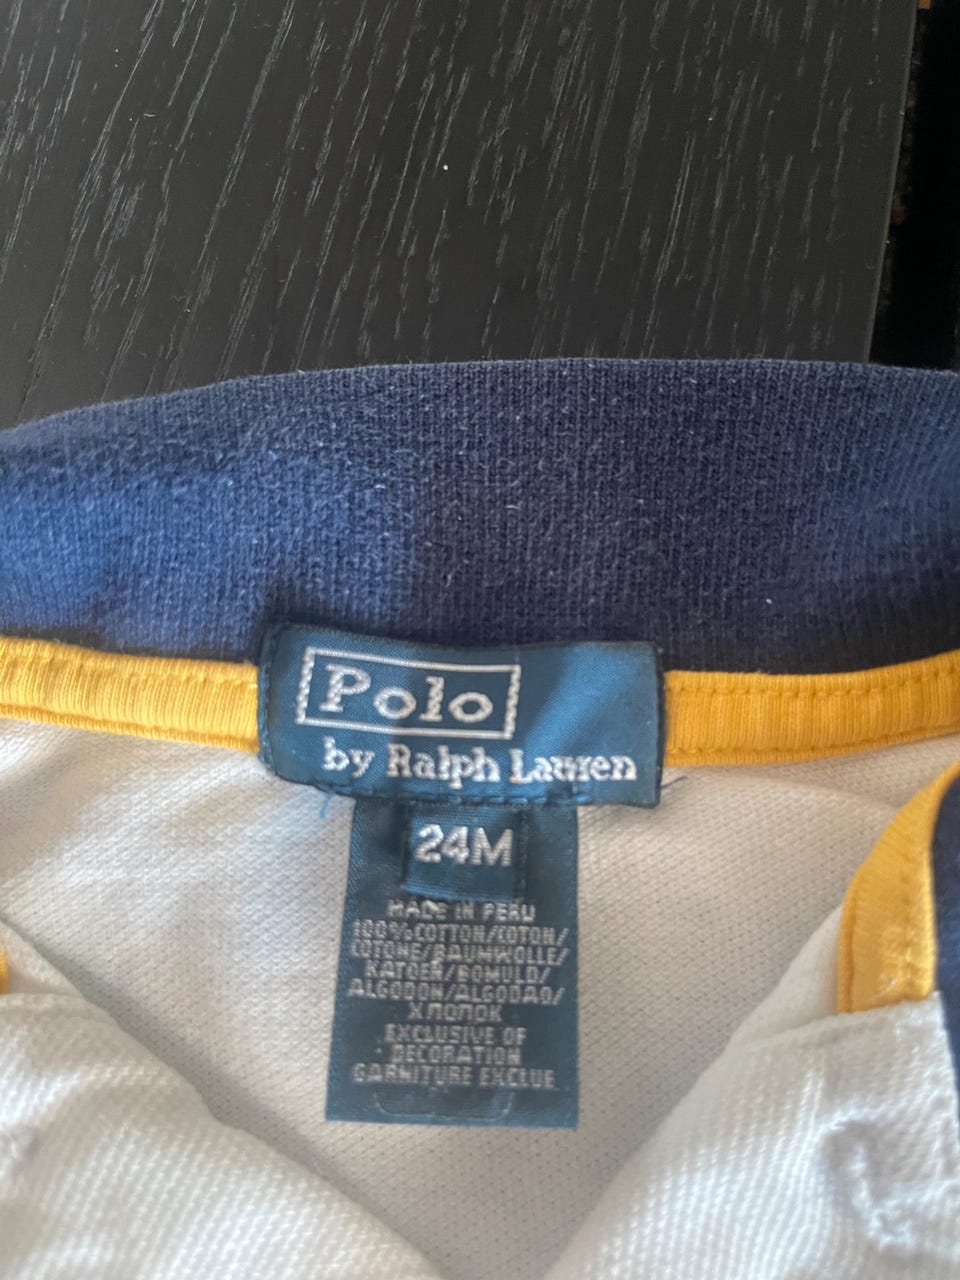 Polo
by Ralph Lauren
24M
MADE IN PERU
100%COTTON/COTON/
COTONE/BAUMWOLLE/
KATOEN/BOMULD/
ALGODON/ALGODAO/
ХЛОПОК
EXCLUSIVE OF
DECORATION
GARNITURE EXCLUE